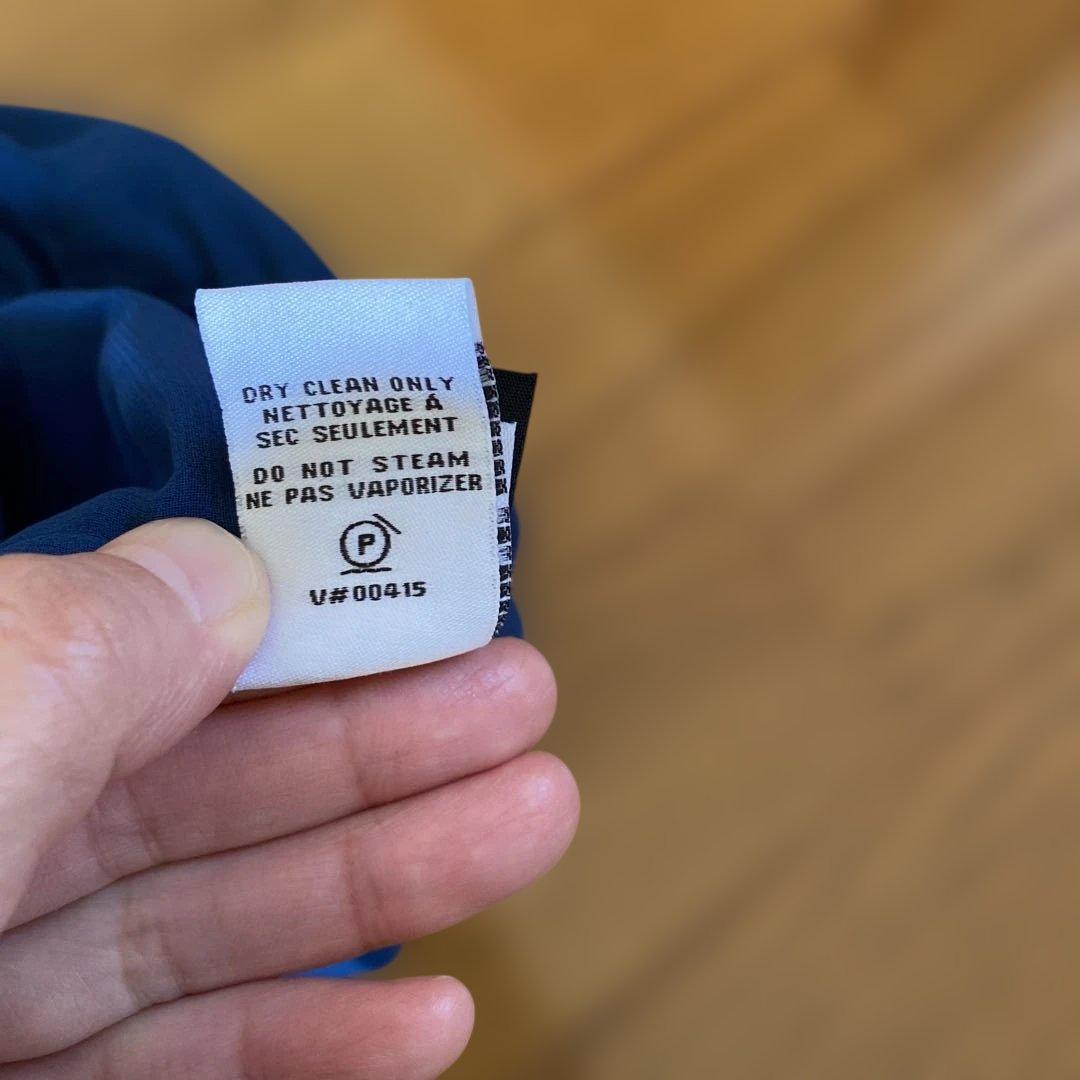 DRY CLEAN ONLY
NETTOYAGE Á
SEC SEULEMENT
DO NOT STEAM
NE PAS VAPORIZER
P
V#00415